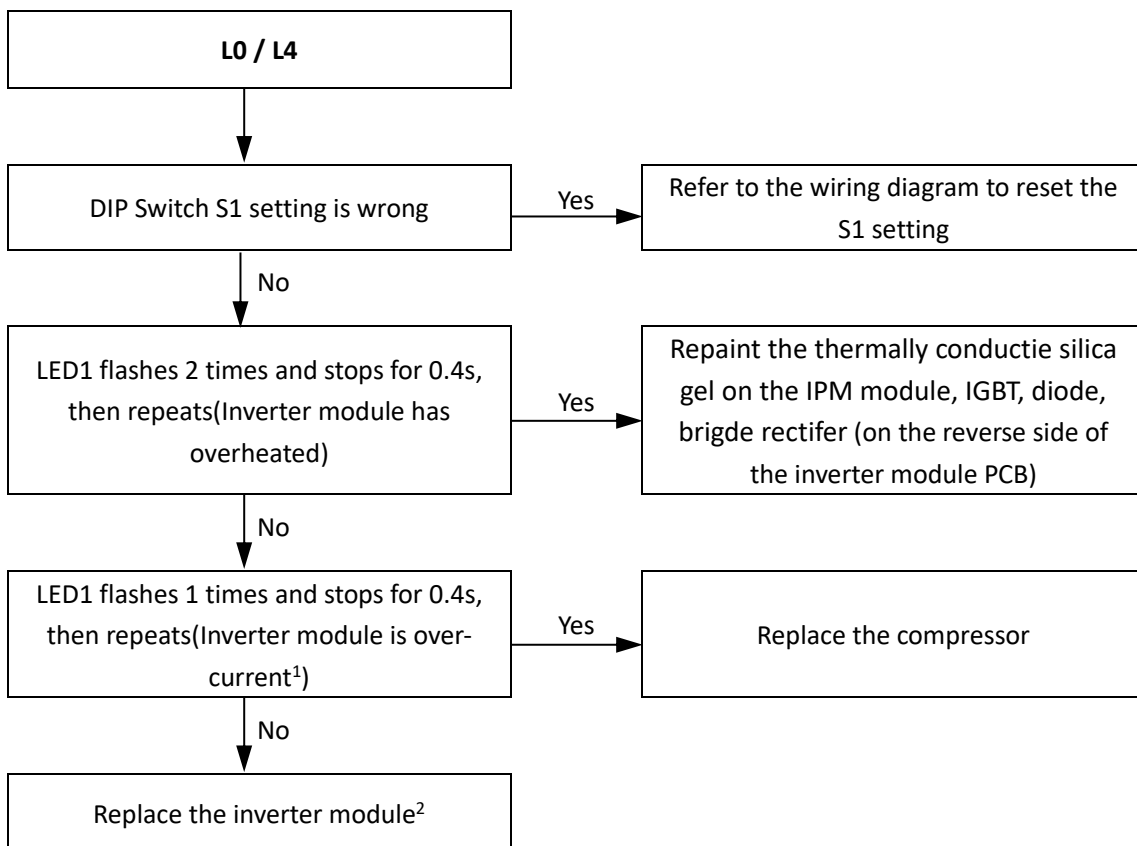 L0 / L4
DIP Switch S1 setting is wrong
Yes
Refer to the wiring diagram to reset the
S1 setting
No
LED1 flashes 2 times and stops for 0.4s,
then repeats(Inverter module has
overheated)
Yes
Repaint the thermally conductie silica
gel on the IPM module, IGBT, diode,
brigde rectifer (on the reverse side of
the inverter module PCB)
No
LED1 flashes 1 times and stops for 0.4s,
then repeats(Inverter module is over-
current¹)
Yes
Replace the compressor
No
Replace the inverter module²